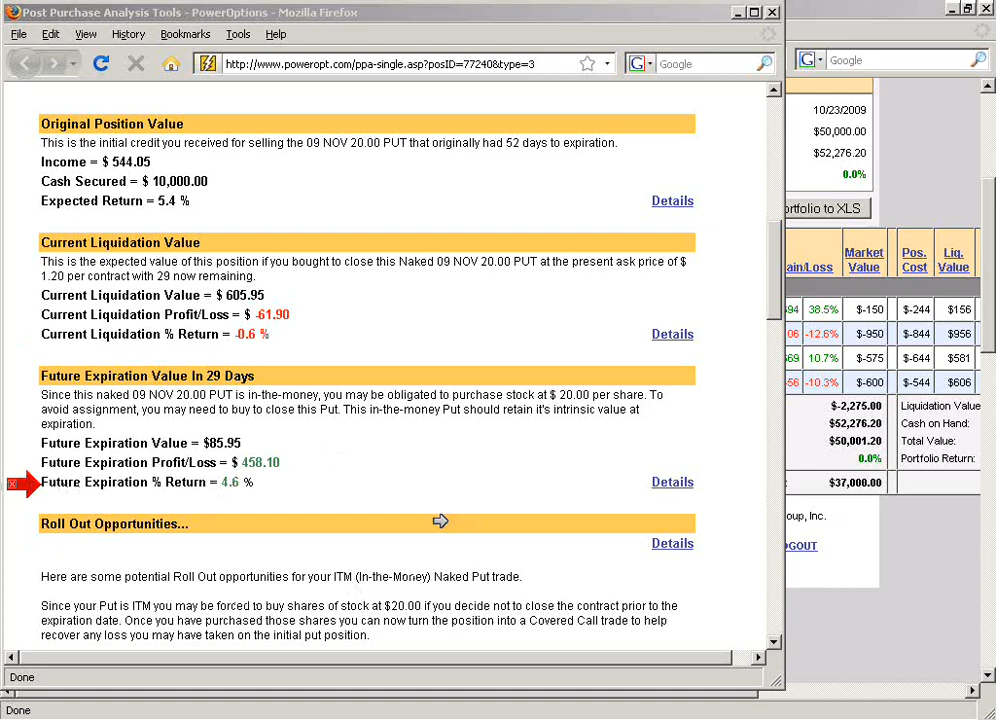 Post Purchase Analysis Tools - PowerOptions - Mozilla Firefox
File Edit View History Bookmarks Tools Help
http://www.poweropt.com/ppa-single.asp?posID=77240&type=3
Google
Google
Original Position Value
This is the initial credit you received for selling the 09 NOV 20.00 PUT that originally had 52 days to expiration.
Income = $ 544.05
Cash Secured = $ 10,000.00
Expected Return = 5.4 %
Details
Current Liquidation Value
This is the expected value of this position if you bought to close this Naked 09 NOV 20.00 PUT at the present ask price of $
1.20 per contract with 29 now remaining.
Current Liquidation Value = $ 605.95
Current Liquidation Profit/Loss = $ -61.90
Current Liquidation % Return = -0.6 %
Details
Future Expiration Value In 29 Days
Since this naked 09 NOV 20.00 PUT is in-the-money, you may be obligated to purchase stock at $ 20.00 per share. To
avoid assignment, you may need to buy to close this Put. This in-the-money Put should retain it's intrinsic value at
expiration.
Future Expiration Value = $85.95
Future Expiration Profit/Loss = $ 458.10
Future Expiration % Return = 4.6 %
Details
Roll Out Opportunities...
Details
Here are some potential Roll Out opportunities for your ITM (In-the-Money) Naked Put trade.
Since your Put is ITM you may be forced to buy shares of stock at $20.00 if you decide not to close the contract prior to the
expiration date. Once you have purchased those shares you can now turn the position into a Covered Call trade to help
recover any loss you may have taken on the initial put position.
Done
Done
10/23/2009
$50,000.00
$52,276.20
0.0%
rtfolio to XLS
ain/Loss Market Value Pos. Cost Liq. Value
694 38.5% $-150 $-244 $156
06 -12.6% $-950 $-844 $956
69 10.7% $-575 $-644 $581
-56 -10.3% $-600 $-544 $606
$-2,275.00 Liquidation Value
$52,276.20 Cash on Hand:
$50,001.20 Total Value:
0.0% Portfolio Return:
: $37,000.00
oup, Inc.
OGOUT